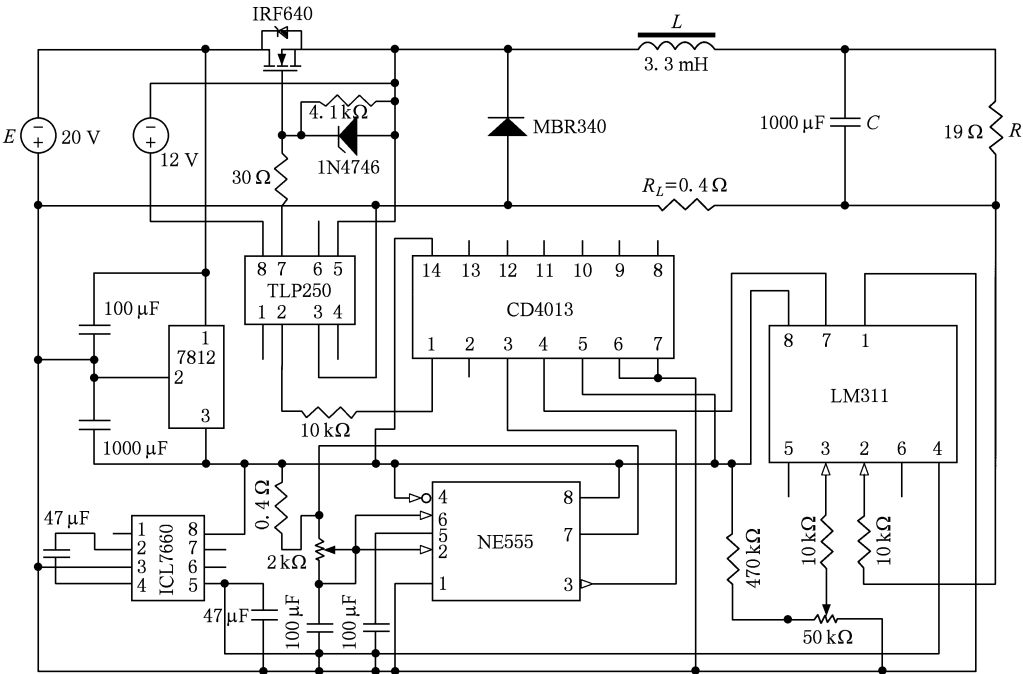 IRF640
L
3.3 mH
E
20 V
12 V
4.1kΩ
1N4746
30 Ω
MBR340
1000 μF
C
19 Ω
R
R_L=0.4 Ω
8 7 6 5
TLP250
1 2 3 4
14 13 12 11 10 9 8
CD4013
1 2 3 4 5 6 7
100 μF
1
7812
2
3
1000 μF
10 kΩ
8 7 1
LM311
5 3 2 6 4
47 μF
1 8
2 7
3 6
4 5
ICL7660
0.4 Ω
2 kΩ
4
6
5
2
1
NE555
8
7
3
47 μF
100 μF
100 μF
470 kΩ
10 kΩ
10 kΩ
50 kΩ